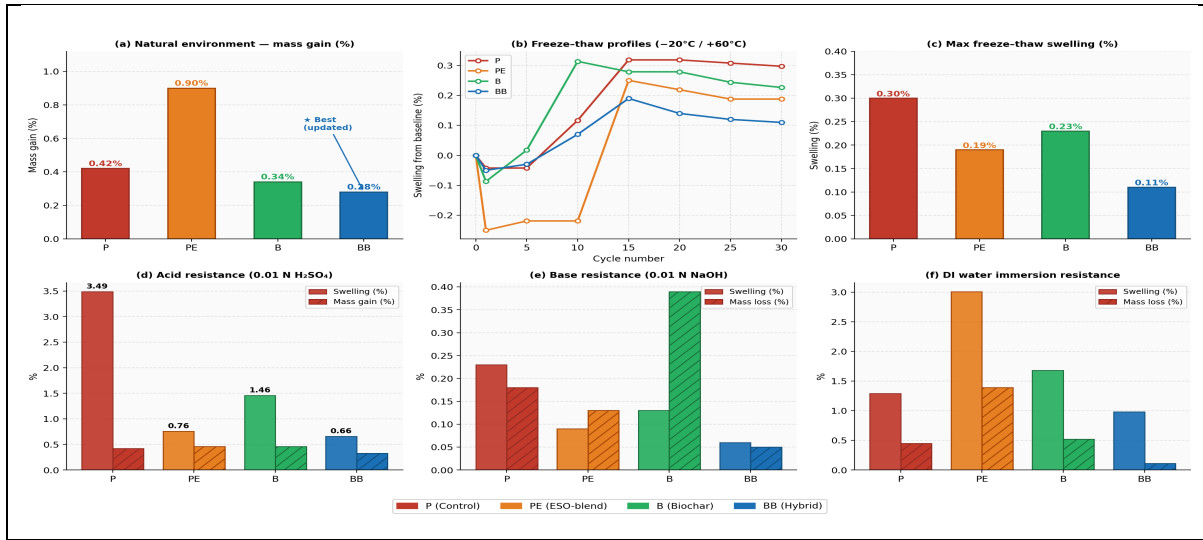 (a) Natural environment — mass gain (%)
Mass gain (%)
1.0
0.8
0.6
0.4
0.2
0.0
0.42%
0.90%
0.34%
0.28%
★ Best
(updated)
P PE B BB
(b) Freeze–thaw profiles (−20°C / +60°C)
Swelling from baseline (%)
0.3
0.2
0.1
0.0
−0.1
−0.2
P
PE
B
BB
0 5 10 15 20 25 30
Cycle number
(c) Max freeze–thaw swelling (%)
Swelling (%)
0.40
0.35
0.30
0.25
0.20
0.15
0.10
0.05
0.00
0.30%
0.19%
0.23%
0.11%
P PE B BB
(d) Acid resistance (0.01 N H₂SO₄)
%
3.5
3.0
2.5
2.0
1.5
1.0
0.5
0.0
3.49
0.76
1.46
0.66
Swelling (%)
Mass gain (%)
P PE B BB
(e) Base resistance (0.01 N NaOH)
%
0.40
0.35
0.30
0.25
0.20
0.15
0.10
0.05
0.00
Swelling (%)
Mass loss (%)
P PE B BB
(f) DI water immersion resistance
%
3.0
2.5
2.0
1.5
1.0
0.5
0.0
Swelling (%)
Mass loss (%)
P PE B BB
P (Control) PE (ESO-blend) B (Biochar) BB (Hybrid)